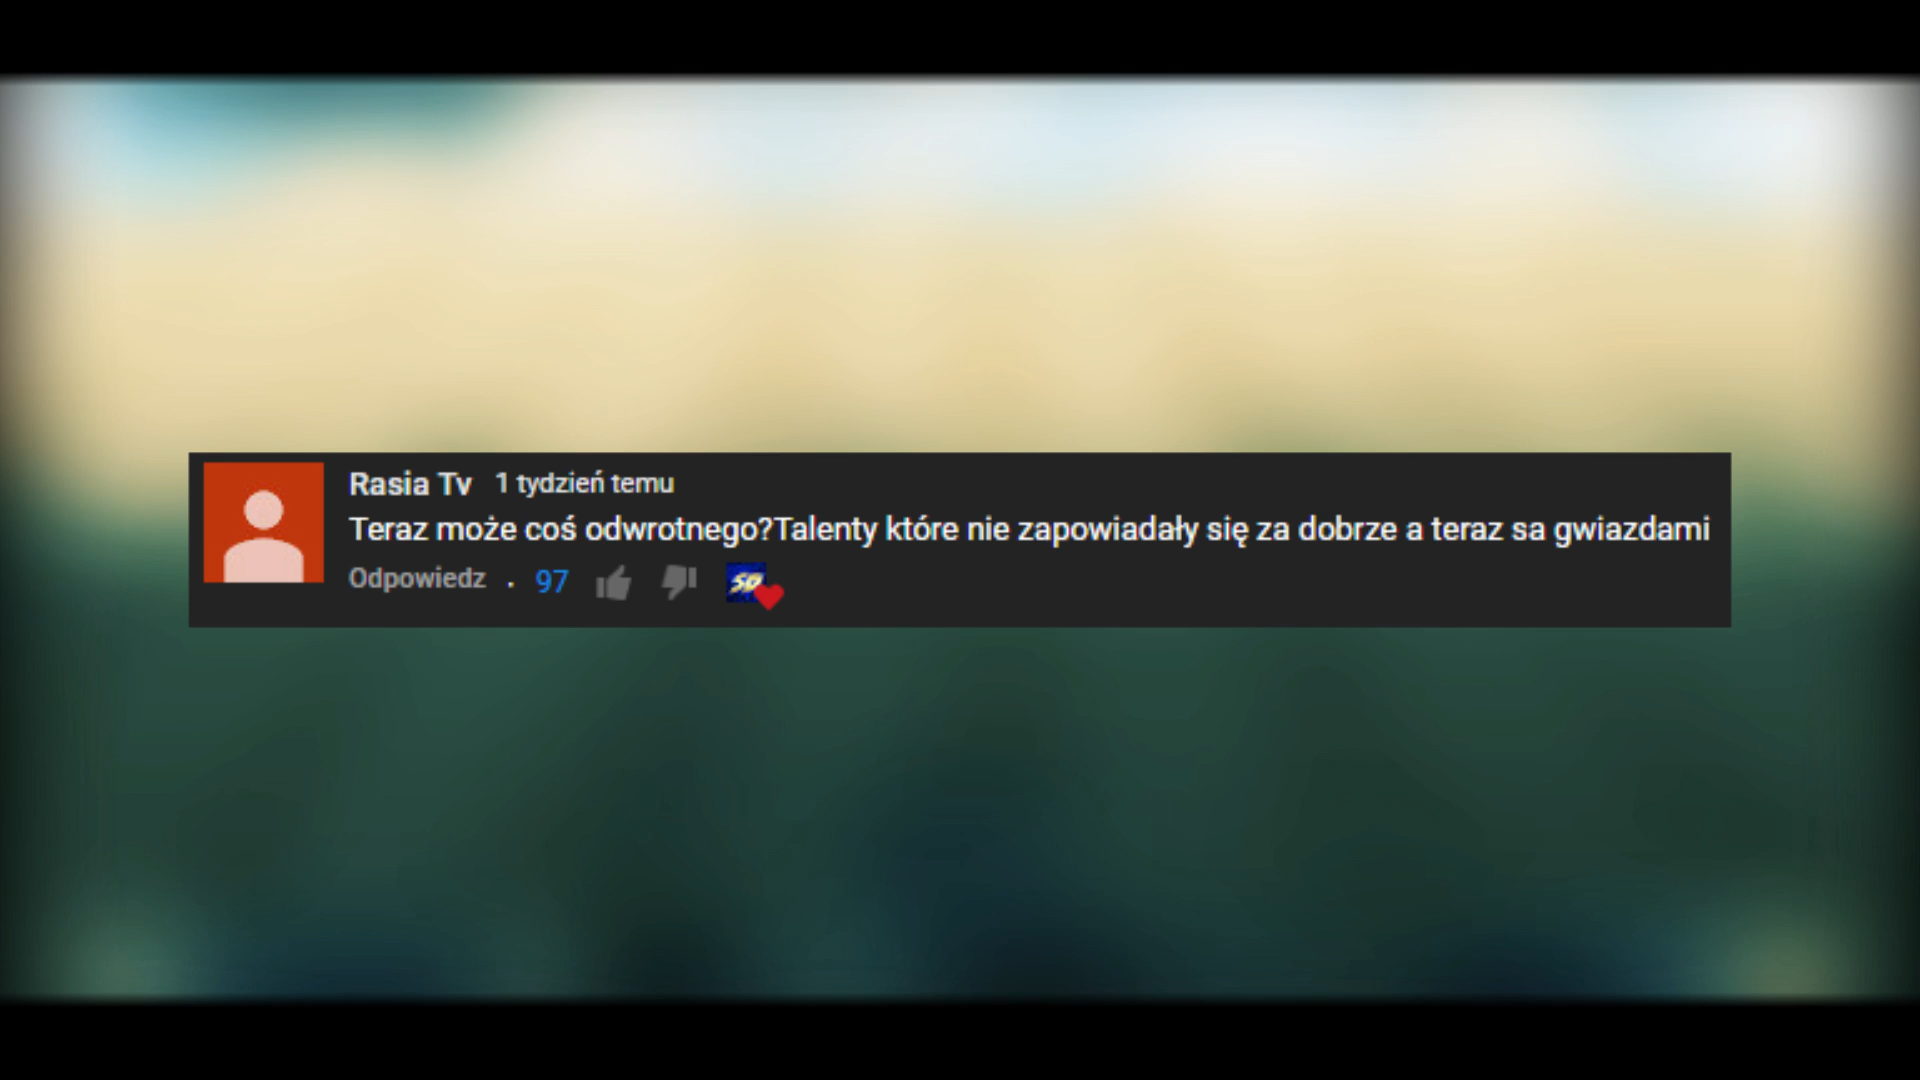 Rasia Tv 1 tydzień temu
Teraz może coś odwrotnego?Talenty które nie zapowiadały się za dobrze a teraz sa gwiazdami
Odpowiedz . 97